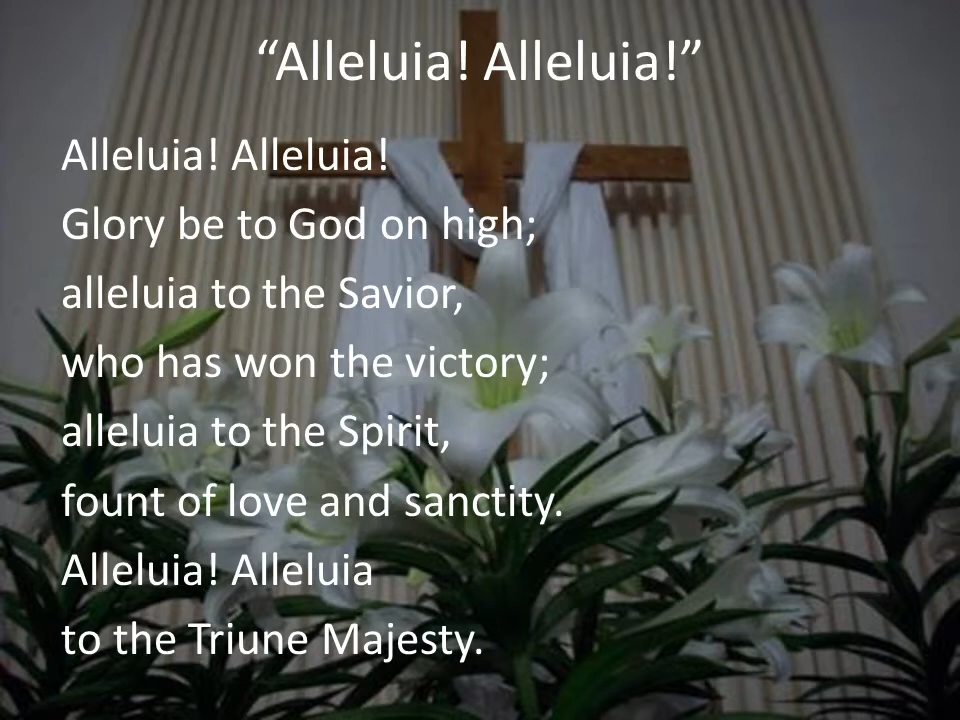 “Alleluia! Alleluia!”
Alleluia! Alleluia!
Glory be to God on high;
alleluia to the Savior,
who has won the victory;
alleluia to the Spirit,
fount of love and sanctity.
Alleluia! Alleluia
to the Triune Majesty.